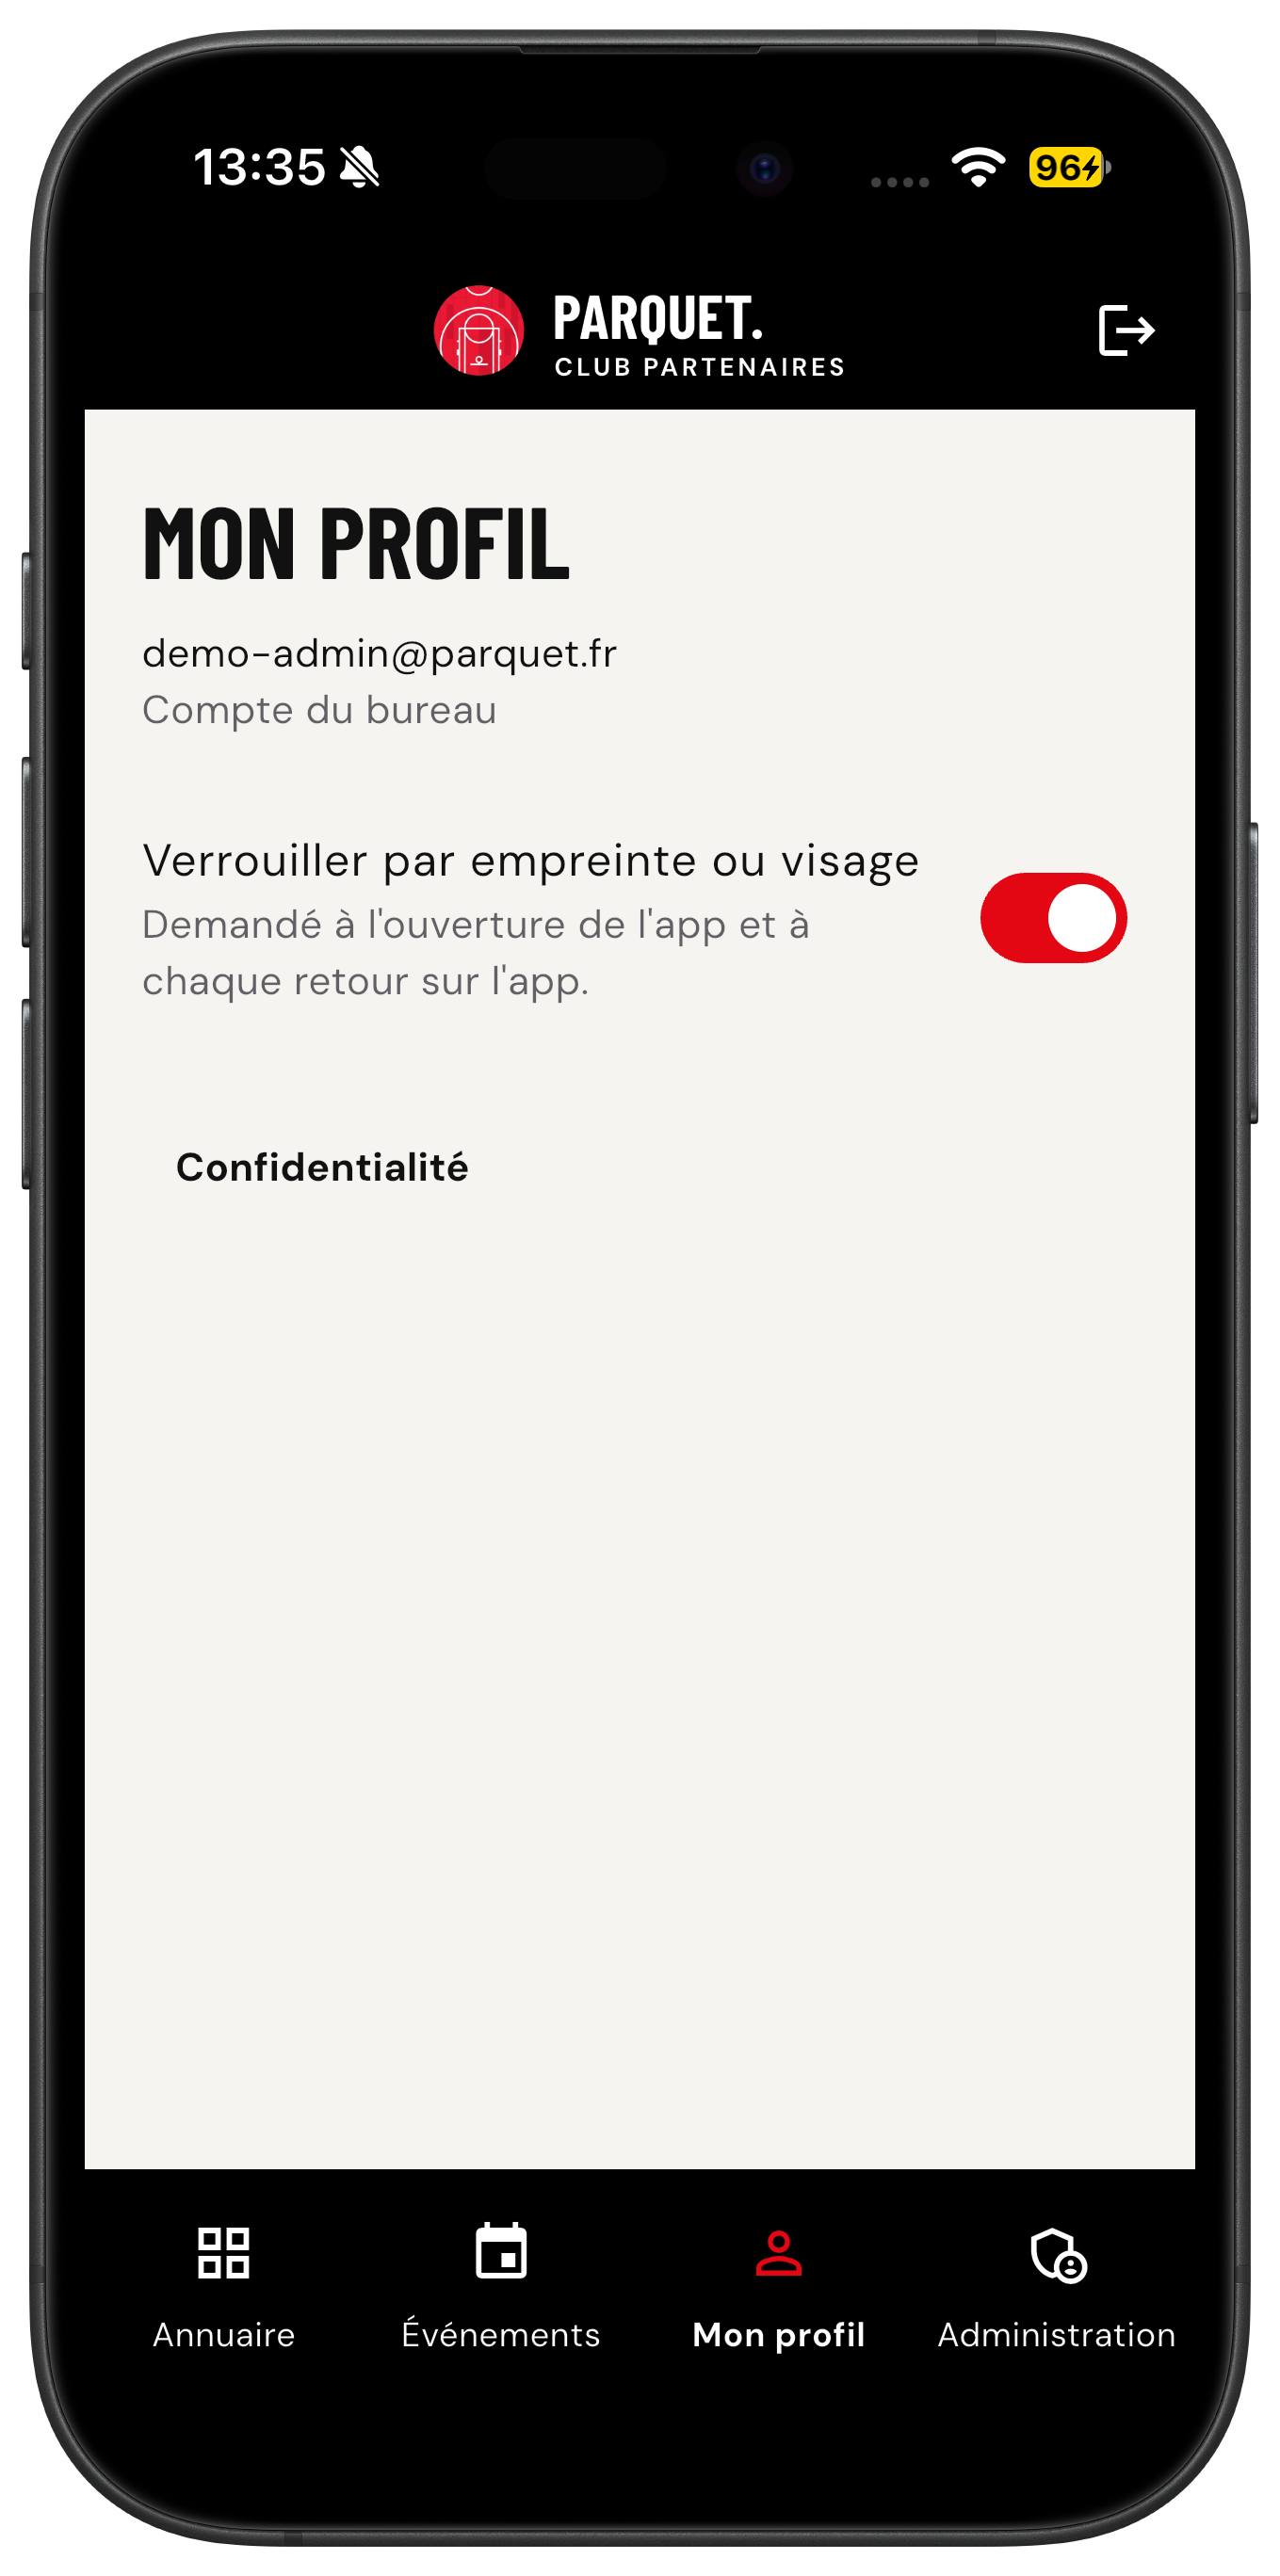 13:35
96
PARQUET.
CLUB PARTENAIRES
MON PROFIL
demo-admin@parquet.fr
Compte du bureau
Verrouiller par empreinte ou visage
Demandé à l'ouverture de l'app et à
chaque retour sur l'app.
Confidentialité
Annuaire
Événements
Mon profil
Administration